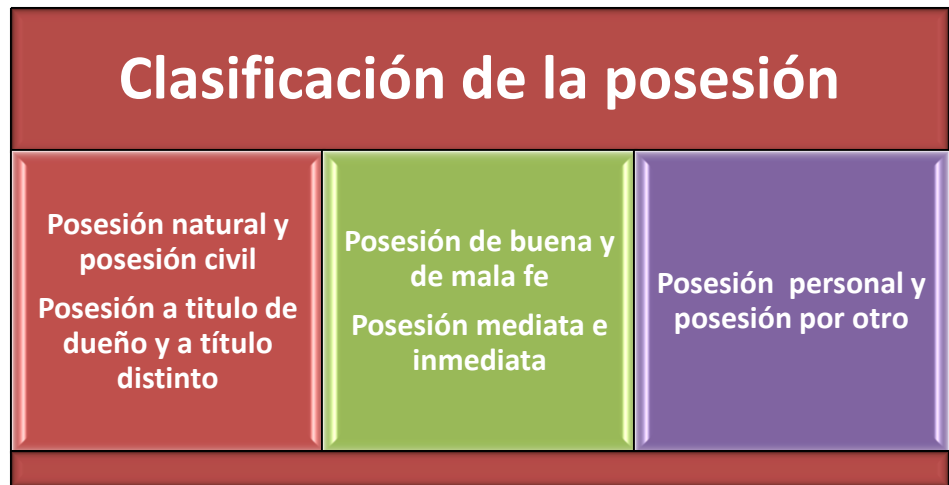 Clasificación de la posesión
Posesión natural y
posesión civil
Posesión a titulo de
dueño y a título
distinto
Posesión de buena y
de mala fe
Posesión mediata e
inmediata
Posesión personal y
posesión por otro